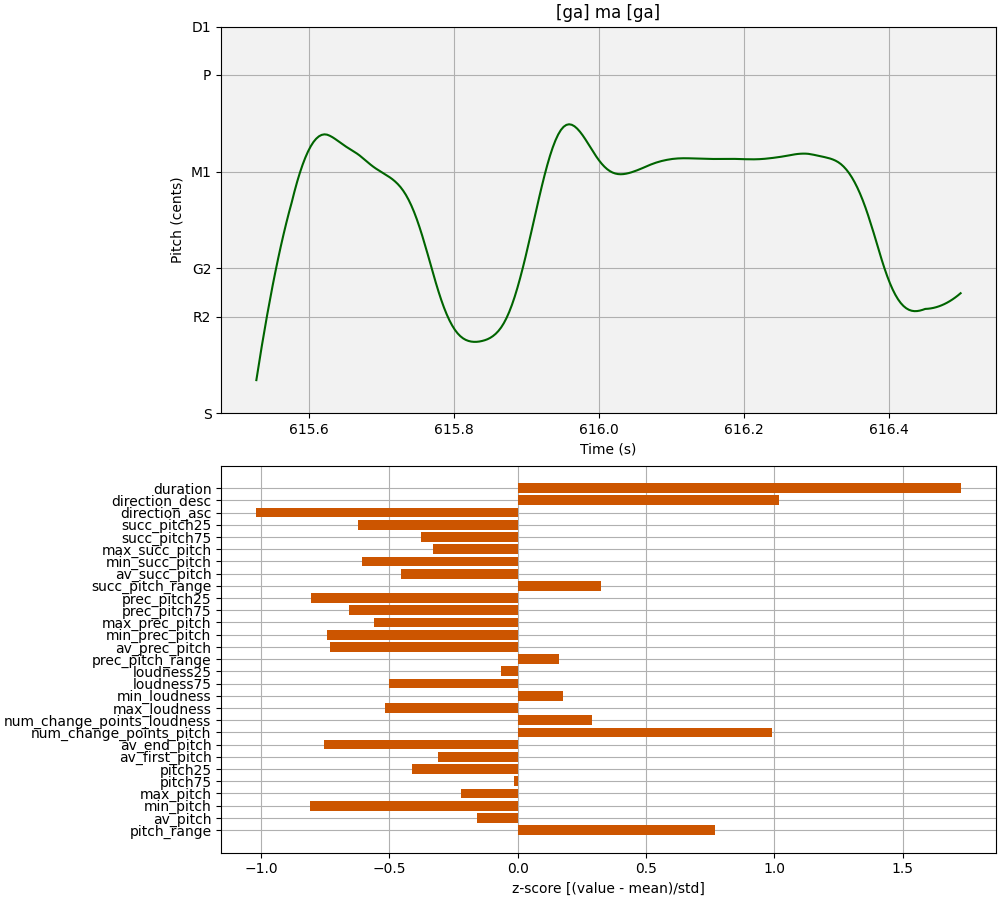 [ga] ma [ga]
D1
P
M1
G2
R2
S
Pitch (cents)
615.6 615.8 616.0 616.2 616.4
Time (s)
duration
direction_desc
direction_asc
succ_pitch25
succ_pitch75
max_succ_pitch
min_succ_pitch
av_succ_pitch
succ_pitch_range
prec_pitch25
prec_pitch75
max_prec_pitch
min_prec_pitch
av_prec_pitch
prec_pitch_range
loudness25
loudness75
min_loudness
max_loudness
num_change_points_loudness
num_change_points_pitch
av_end_pitch
av_first_pitch
pitch25
pitch75
max_pitch
min_pitch
av_pitch
pitch_range
−1.0 −0.5 0.0 0.5 1.0 1.5
z-score [(value - mean)/std]